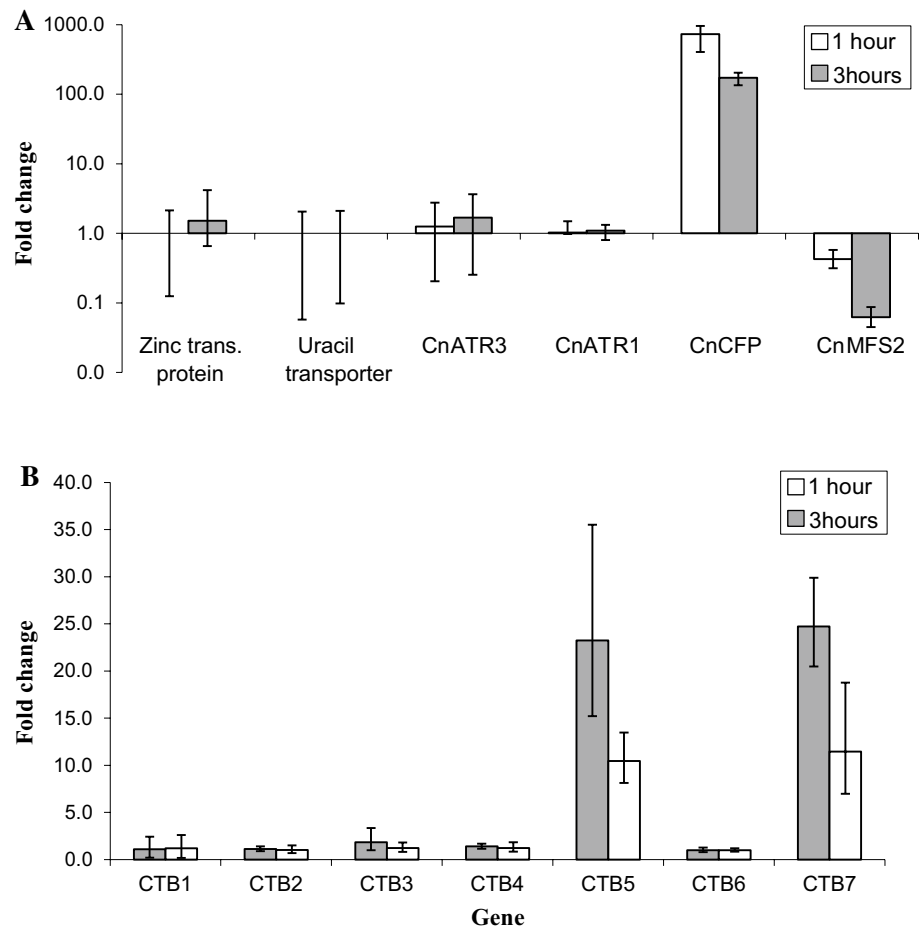 A
1000.0
100.0
10.0
1.0
0.1
0.0
Fold change
1 hour
3hours
Zinc trans.
protein
Uracil
transporter
CnATR3
CnATR1
CnCFP
CnMFS2
B
40.0
35.0
30.0
25.0
20.0
15.0
10.0
5.0
0.0
Fold change
1 hour
3hours
CTB1
CTB2
CTB3
CTB4
CTB5
CTB6
CTB7
Gene